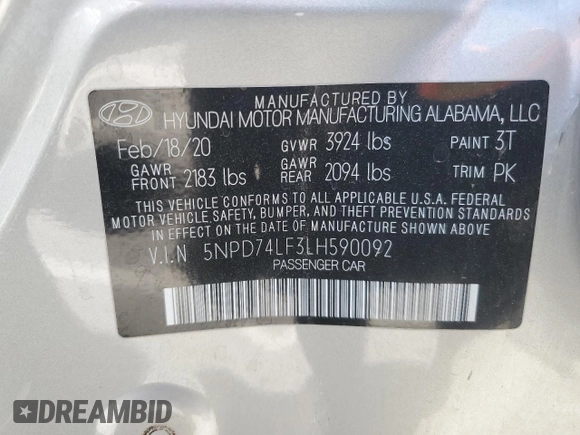 MANUFACTURED BY
HYUNDAI MOTOR MANUFACTURING ALABAMA, LLC
Feb/18/20 GVWR 3924 lbs PAINT 3T
GAWR FRONT 2183 lbs GAWR REAR 2094 lbs TRIM PK
THIS VEHICLE CONFORMS TO ALL APPLICABLE U.S.A. FEDERAL
MOTOR VEHICLE SAFETY, BUMPER, AND THEFT PREVENTION
STANDARDS IN EFFECT ON THE DATE OF MANUFACTURE SHOWN ABOVE.
V.I.N 5NPD74LF3LH590092
PASSENGER CAR
DREAMBID